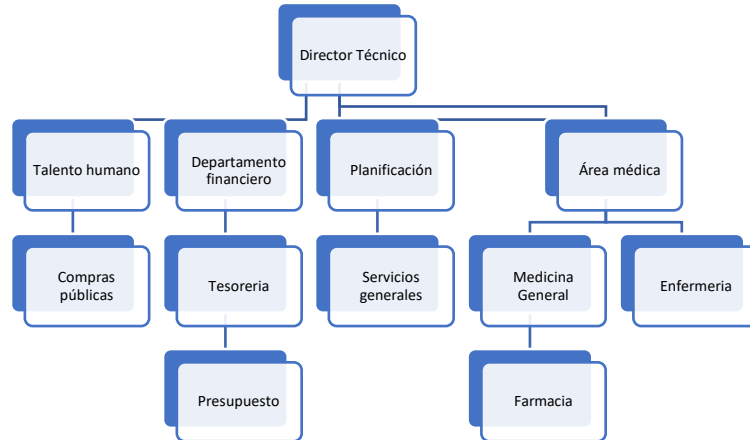 Director Técnico
Talento humano
Departamento
financiero
Planificación
Área médica
Compras
públicas
Tesoreria
Servicios
generales
Medicina
General
Enfermeria
Presupuesto
Farmacia